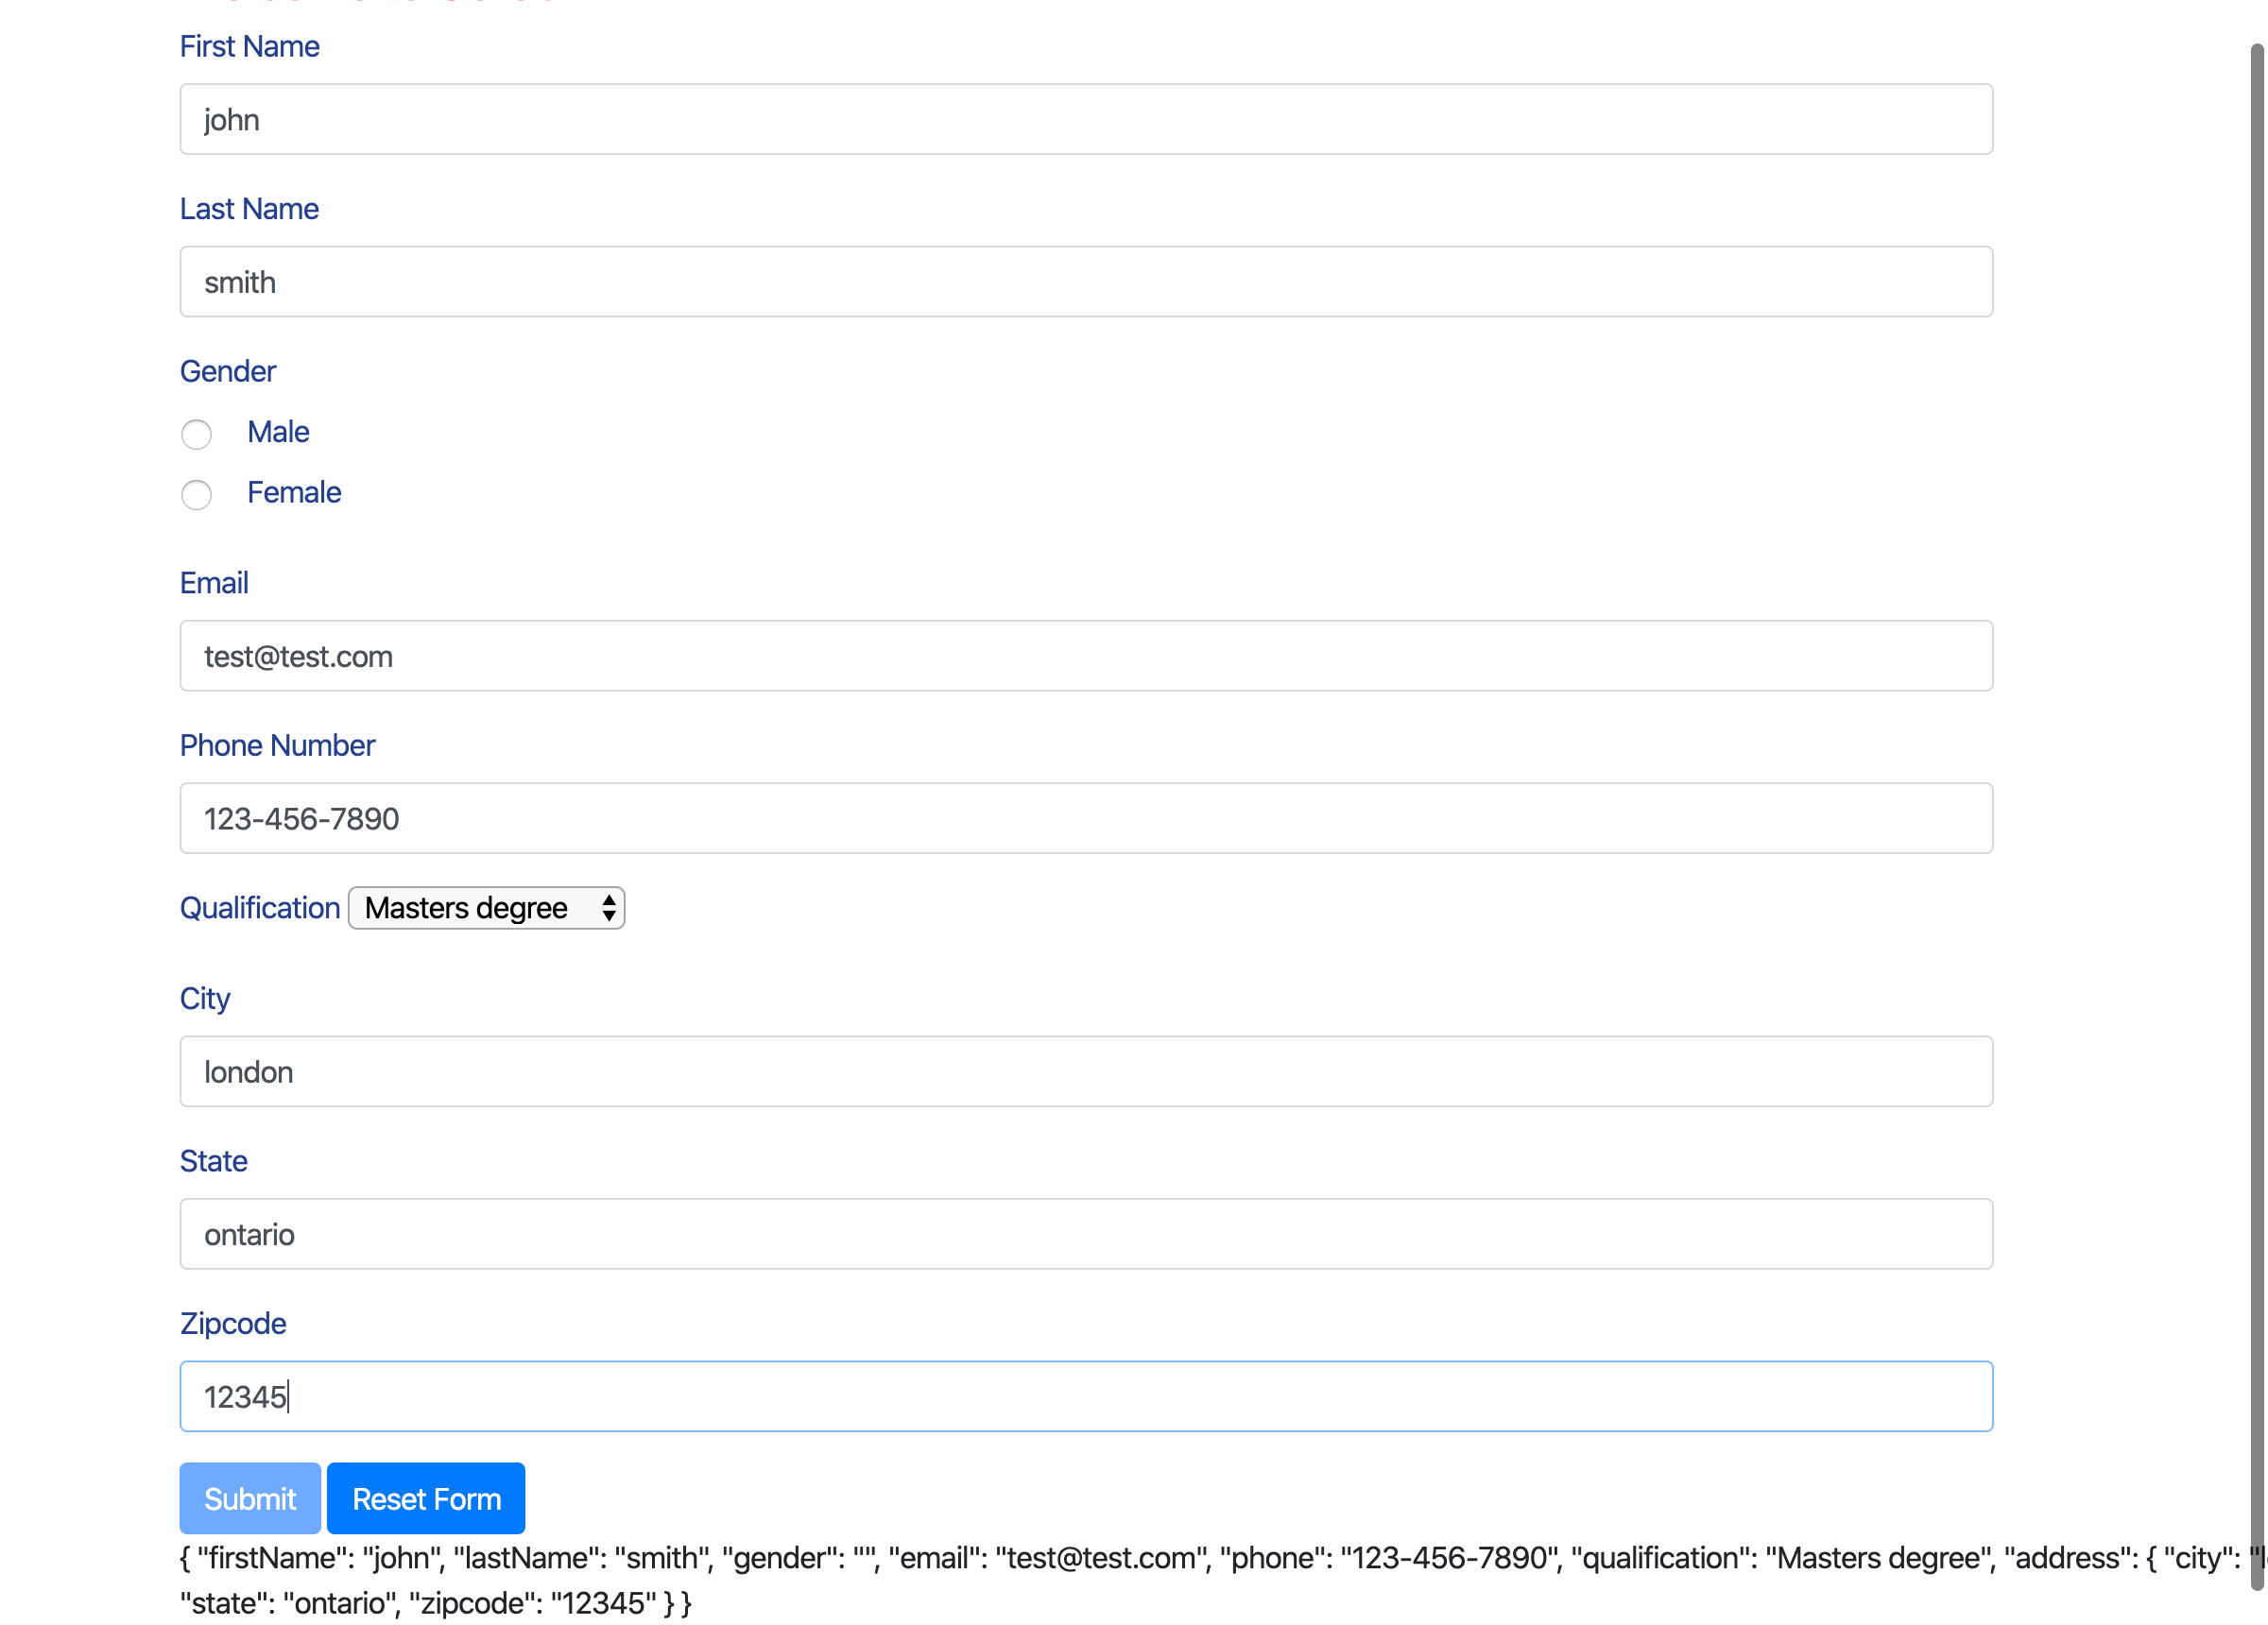 First Name
john
Last Name
smith
Gender
Male
Female
Email
test@test.com
Phone Number
123-456-7890
Qualification Masters degree
City
london
State
ontario
Zipcode
12345
Submit Reset Form
{ "firstName": "john", "lastName": "smith", "gender": "", "email": "test@test.com", "phone": "123-456-7890", "qualification": "Masters degree", "address": { "city":
"state": "ontario", "zipcode": "12345" } }